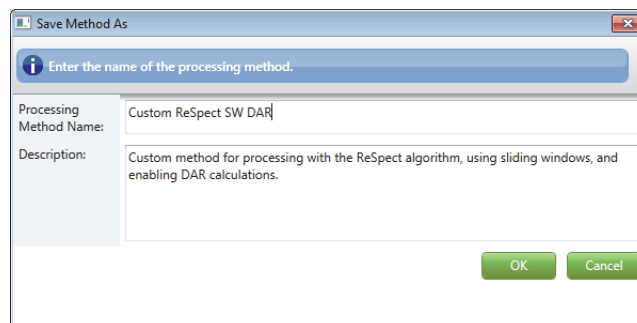 Save Method As
Enter the name of the processing method.
Processing
Method Name:
Custom ReSpect SW DAR
Description:
Custom method for processing with the ReSpect algorithm, using sliding windows, and
enabling DAR calculations.
OK
Cancel